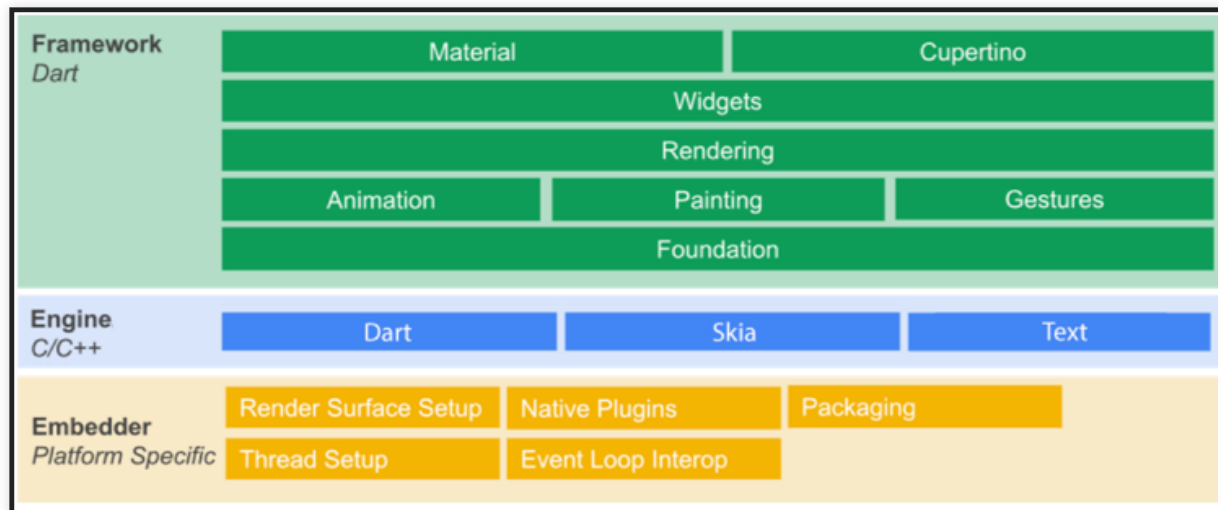 Framework
Dart
Material
Cupertino
Widgets
Rendering
Animation
Painting
Gestures
Foundation
Engine
C/C++
Dart
Skia
Text
Embedder
Platform Specific
Render Surface Setup
Native Plugins
Packaging
Thread Setup
Event Loop Interop